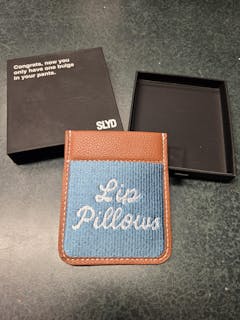 Congrats, now you
only have one bulge
in your pants.
SLYD
Lip
Pillows